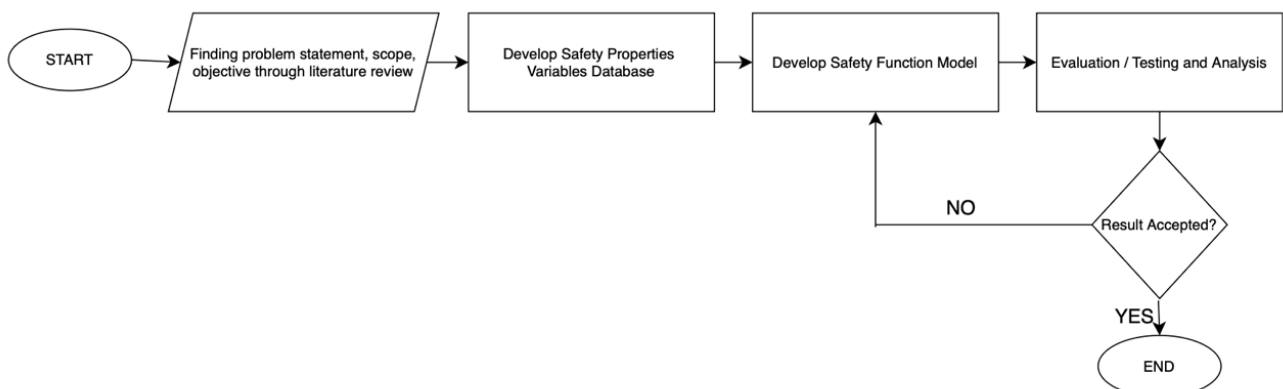 START
Finding problem statement, scope,
objective through literature review
Develop Safety Properties
Variables Database
Develop Safety Function Model
Evaluation / Testing and Analysis
NO
Result Accepted?
YES
END